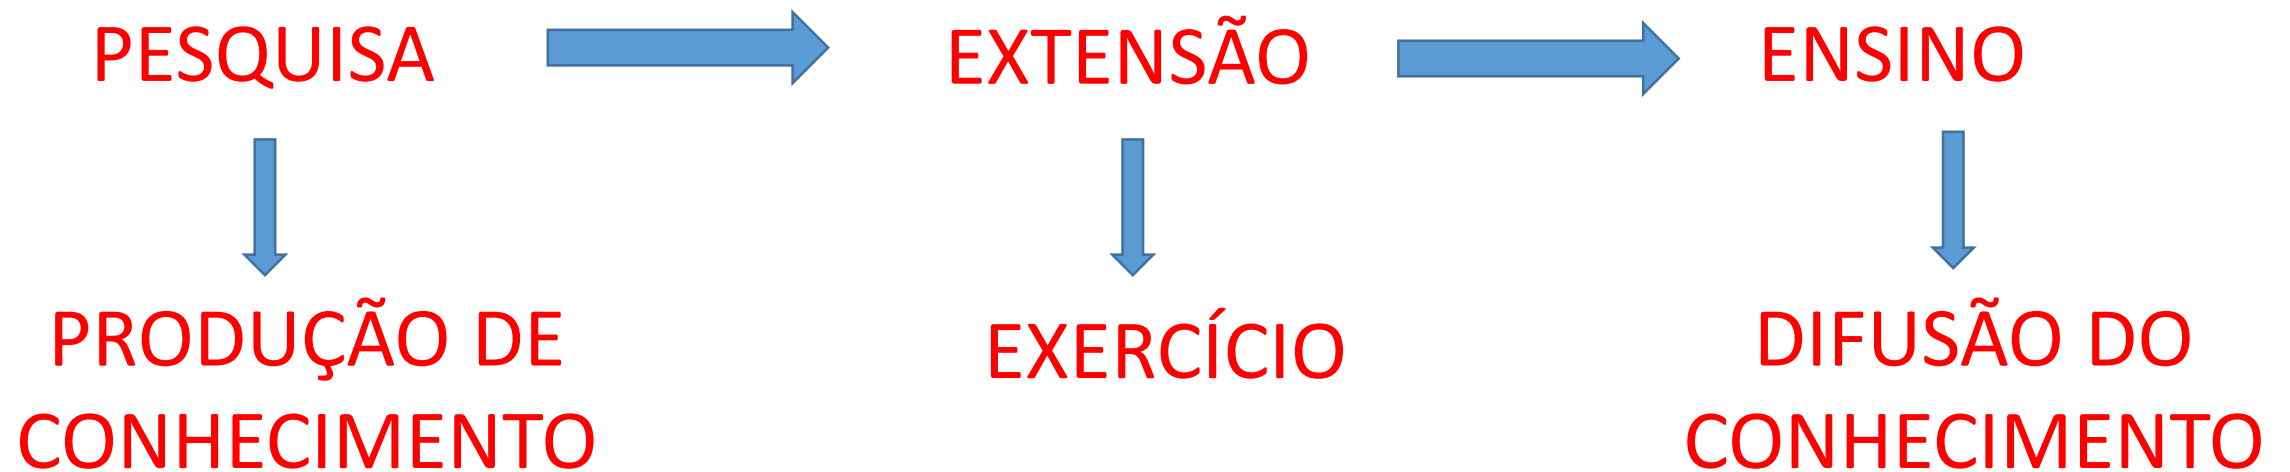 PESQUISA
EXTENSÃO
ENSINO
PRODUÇÃO DE
CONHECIMENTO
EXERCÍCIO
DIFUSÃO DO
CONHECIMENTO